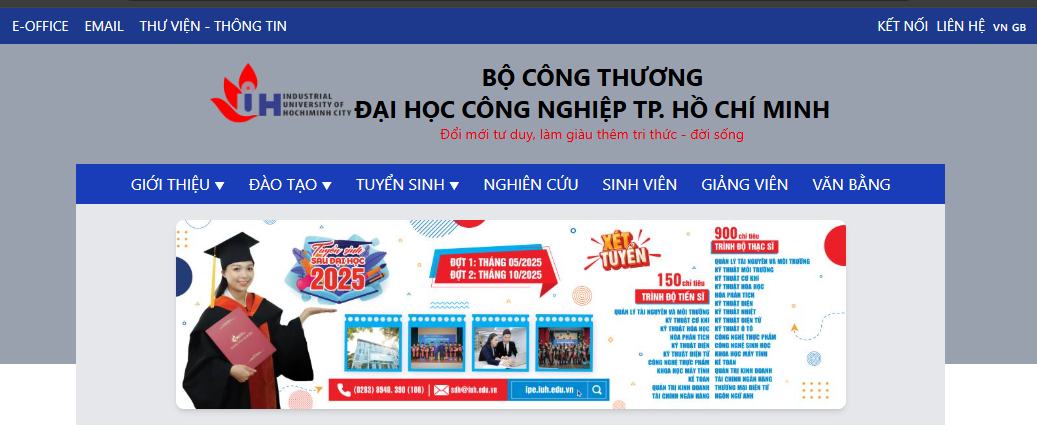 E-OFFICE EMAIL THƯ VIỆN - THÔNG TIN KẾT NỐI LIÊN HỆ VN GB
INDUSTRIAL
UNIVERSITY OF
HOCHIMINH CITY
BỘ CÔNG THƯƠNG
ĐẠI HỌC CÔNG NGHIỆP TP. HỒ CHÍ MINH
Đổi mới tư duy, làm giàu thêm tri thức - đời sống
GIỚI THIỆU ▼ ĐÀO TẠO ▼ TUYỂN SINH ▼ NGHIÊN CỨU SINH VIÊN GIẢNG VIÊN VĂN BẰNG
Tuyển sinh
SAU ĐẠI HỌC
2025
ĐỢT 1: THÁNG 05/2025
ĐỢT 2: THÁNG 10/2025
XÉT
TUYỂN
150 chỉ tiêu
TRÌNH ĐỘ TIẾN SĨ
QUẢN LÝ TÀI NGUYÊN VÀ MÔI TRƯỜNG
KỸ THUẬT CƠ KHÍ
KỸ THUẬT HÓA HỌC
HÓA PHÂN TÍCH
KỸ THUẬT ĐIỆN
KỸ THUẬT ĐIỆN TỬ
CÔNG NGHỆ THỰC PHẨM
KHOA HỌC MÁY TÍNH
KẾ TOÁN
QUẢN TRỊ KINH DOANH
TÀI CHÍNH NGÂN HÀNG
900 chỉ tiêu
TRÌNH ĐỘ THẠC SĨ
QUẢN LÝ TÀI NGUYÊN VÀ MÔI TRƯỜNG
KỸ THUẬT MÔI TRƯỜNG
KỸ THUẬT CƠ KHÍ
KỸ THUẬT HÓA HỌC
HÓA PHÂN TÍCH
KỸ THUẬT ĐIỆN
KỸ THUẬT NHIỆT
KỸ THUẬT ĐIỆN TỬ
KỸ THUẬT Ô TÔ
CÔNG NGHỆ THỰC PHẨM
CÔNG NGHỆ SINH HỌC
KHOA HỌC MÁY TÍNH
KẾ TOÁN
QUẢN TRỊ KINH DOANH
TÀI CHÍNH NGÂN HÀNG
THƯƠNG MẠI ĐIỆN TỬ
NGÔN NGỮ ANH
(0283) 8940. 390 (106) sdh@iuh.edu.vn ipe.iuh.edu.vn